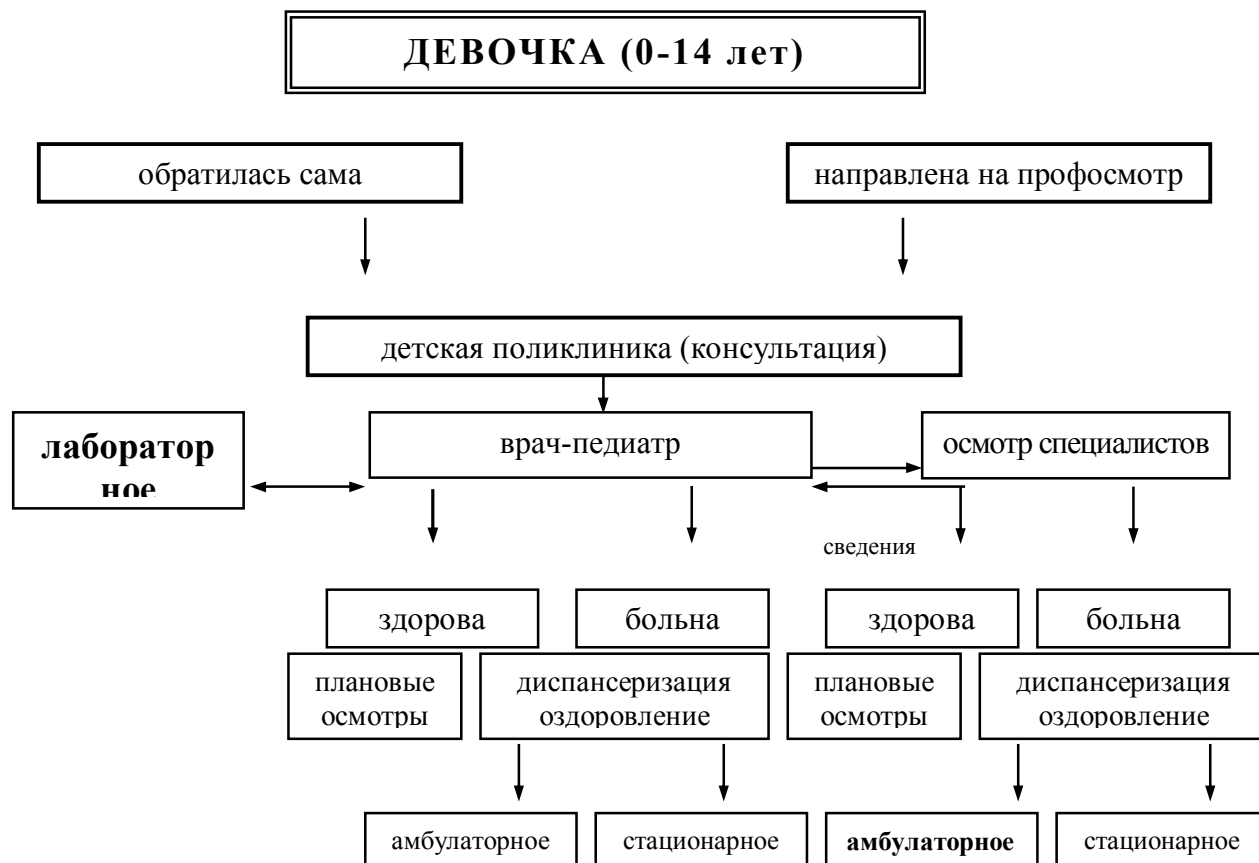 ДЕВОЧКА (0-14 лет)
обратилась сама
направлена на профосмотр
детская поликлиника (консультация)
лаборатор
ное
врач-педиатр
осмотр специалистов
сведения
здорова
больна
здорова
больна
плановые
осмотры
диспансеризация
оздоровление
плановые
осмотры
диспансеризация
оздоровление
амбулаторное
стационарное
амбулаторное
стационарное